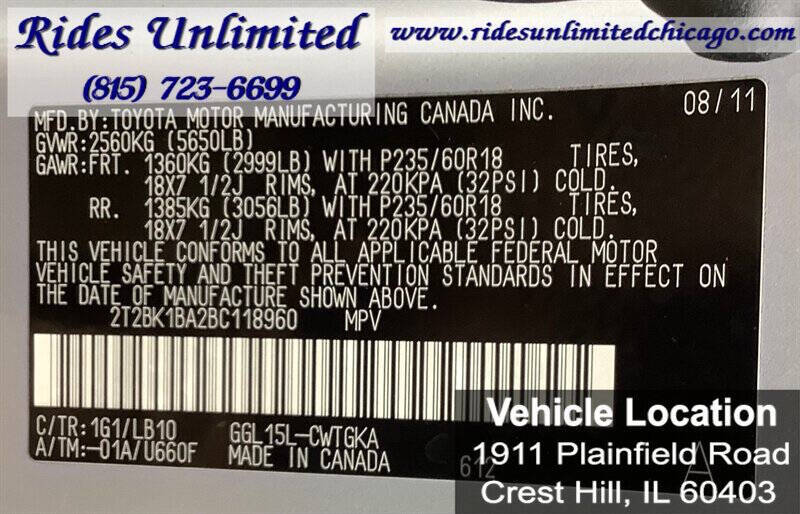 Rides Unlimited
(815) 723-6699
www.ridesunlimitedchicago.com
MFD.BY:TOYOTA MOTOR MANUFACTURING CANADA INC. 08/11
GVWR:2560KG (5650LB)
GAWR:FRT. 1360KG (2999LB) WITH P235/60R18 TIRES,
18X7 1/2J RIMS, AT 220KPA (32PSI) COLD.
RR. 1385KG (3056LB) WITH P235/60R18 TIRES,
18X7 1/2J RIMS, AT 220KPA (32PSI) COLD.
THIS VEHICLE CONFORMS TO ALL APPLICABLE FEDERAL MOTOR
VEHICLE SAFETY AND THEFT PREVENTION STANDARDS IN EFFECT ON
THE DATE OF MANUFACTURE SHOWN ABOVE.
2T2BK1BA2BC118960 MPV
C/TR:1G1/LB10 GGL15L-CWTGKA
A/TM:-01A/U660F MADE IN CANADA 612 A
Vehicle Location
1911 Plainfield Road
Crest Hill, IL 60403